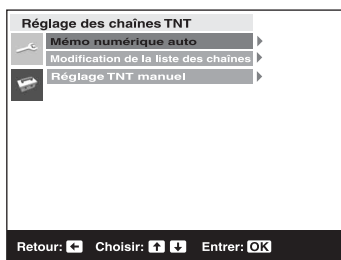 Réglage des chaînes TNT
Mémo numérique auto
Modification de la liste des chaînes
Réglage TNT manuel
Retour: ← Choisir: ↑ ↓ Entrer: OK